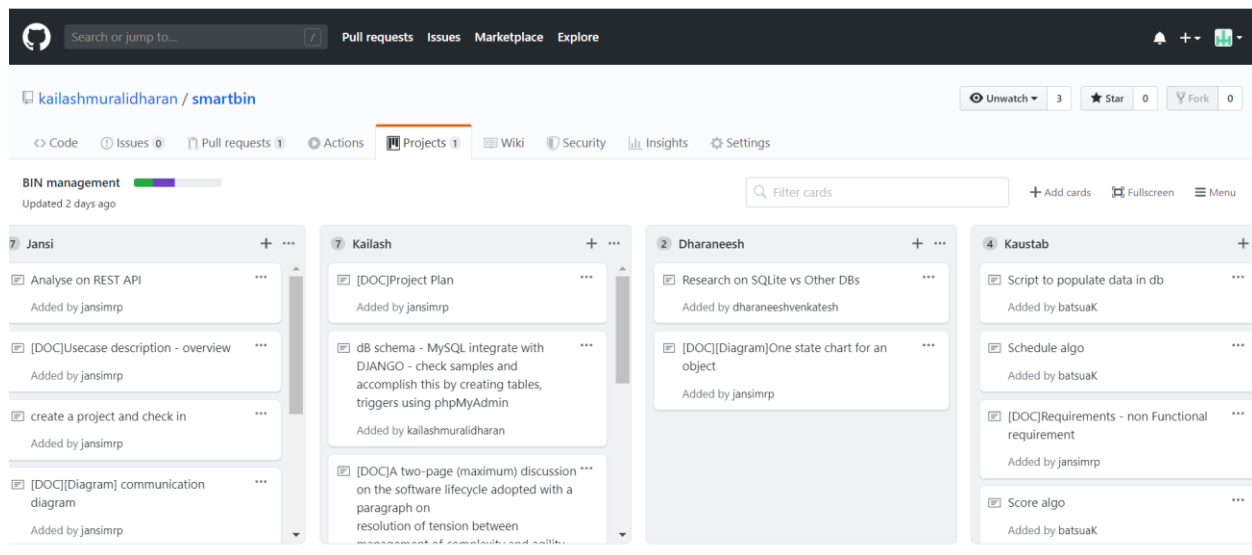 Search or jump to... /
Pull requests Issues Marketplace Explore
kailashmuralidharan / smartbin
Unwatch 3 Star 0 Fork 0
Code Issues 0 Pull requests 1 Actions Projects 1 Wiki Security Insights Settings
BIN management
Updated 2 days ago
Filter cards
Add cards Fullscreen Menu
7 Jansi
Analyse on REST API
Added by jansimrp
[DOC]Usecase description - overview
Added by jansimrp
create a project and check in
Added by jansimrp
[DOC][Diagram] communication
diagram
Added by jansimrp
7 Kailash
[DOC]Project Plan
Added by jansimrp
dB schema - MySQL integrate with
DJANGO - check samples and
accomplish this by creating tables,
triggers using phpMyAdmin
Added by kailashmuralidharan
[DOC]A two-page (maximum) discussion
on the software lifecycle adopted with a
paragraph on
resolution of tension between
management of complexity and agility
2 Dharaneesh
Research on SQLite vs Other DBs
Added by dharaneeshvenkatesh
[DOC][Diagram]One state chart for an
object
Added by jansimrp
4 Kaustab
Script to populate data in db
Added by batsuaK
Schedule algo
Added by batsuaK
[DOC]Requirements - non Functional
requirement
Added by jansimrp
Score algo
Added by batsuaK